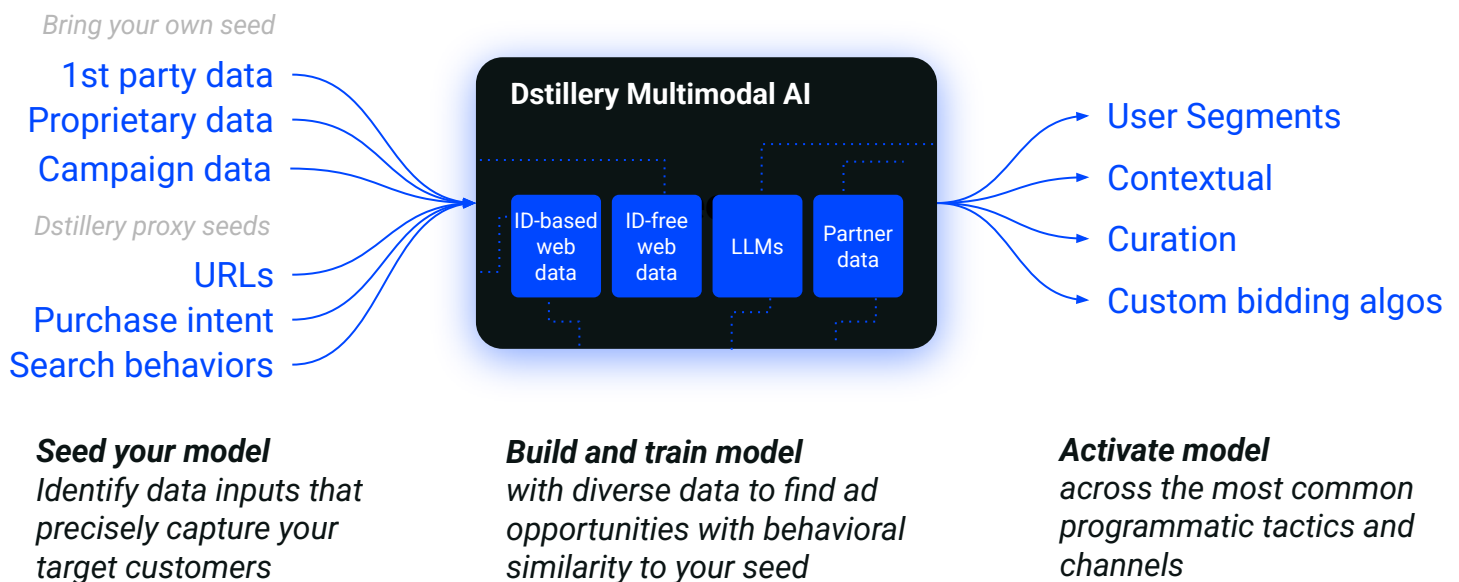 Bring your own seed
1st party data
Proprietary data
Campaign data
Dstillery proxy seeds
URLs
Purchase intent
Search behaviors
Dstillery Multimodal AI
ID-based
web
data
ID-free
web
data
LLMs
Partner
data
User Segments
Contextual
Curation
Custom bidding algos
Seed your model
Identify data inputs that
precisely capture your
target customers
Build and train model
with diverse data to find ad
opportunities with behavioral
similarity to your seed
Activate model
across the most common
programmatic tactics and
channels